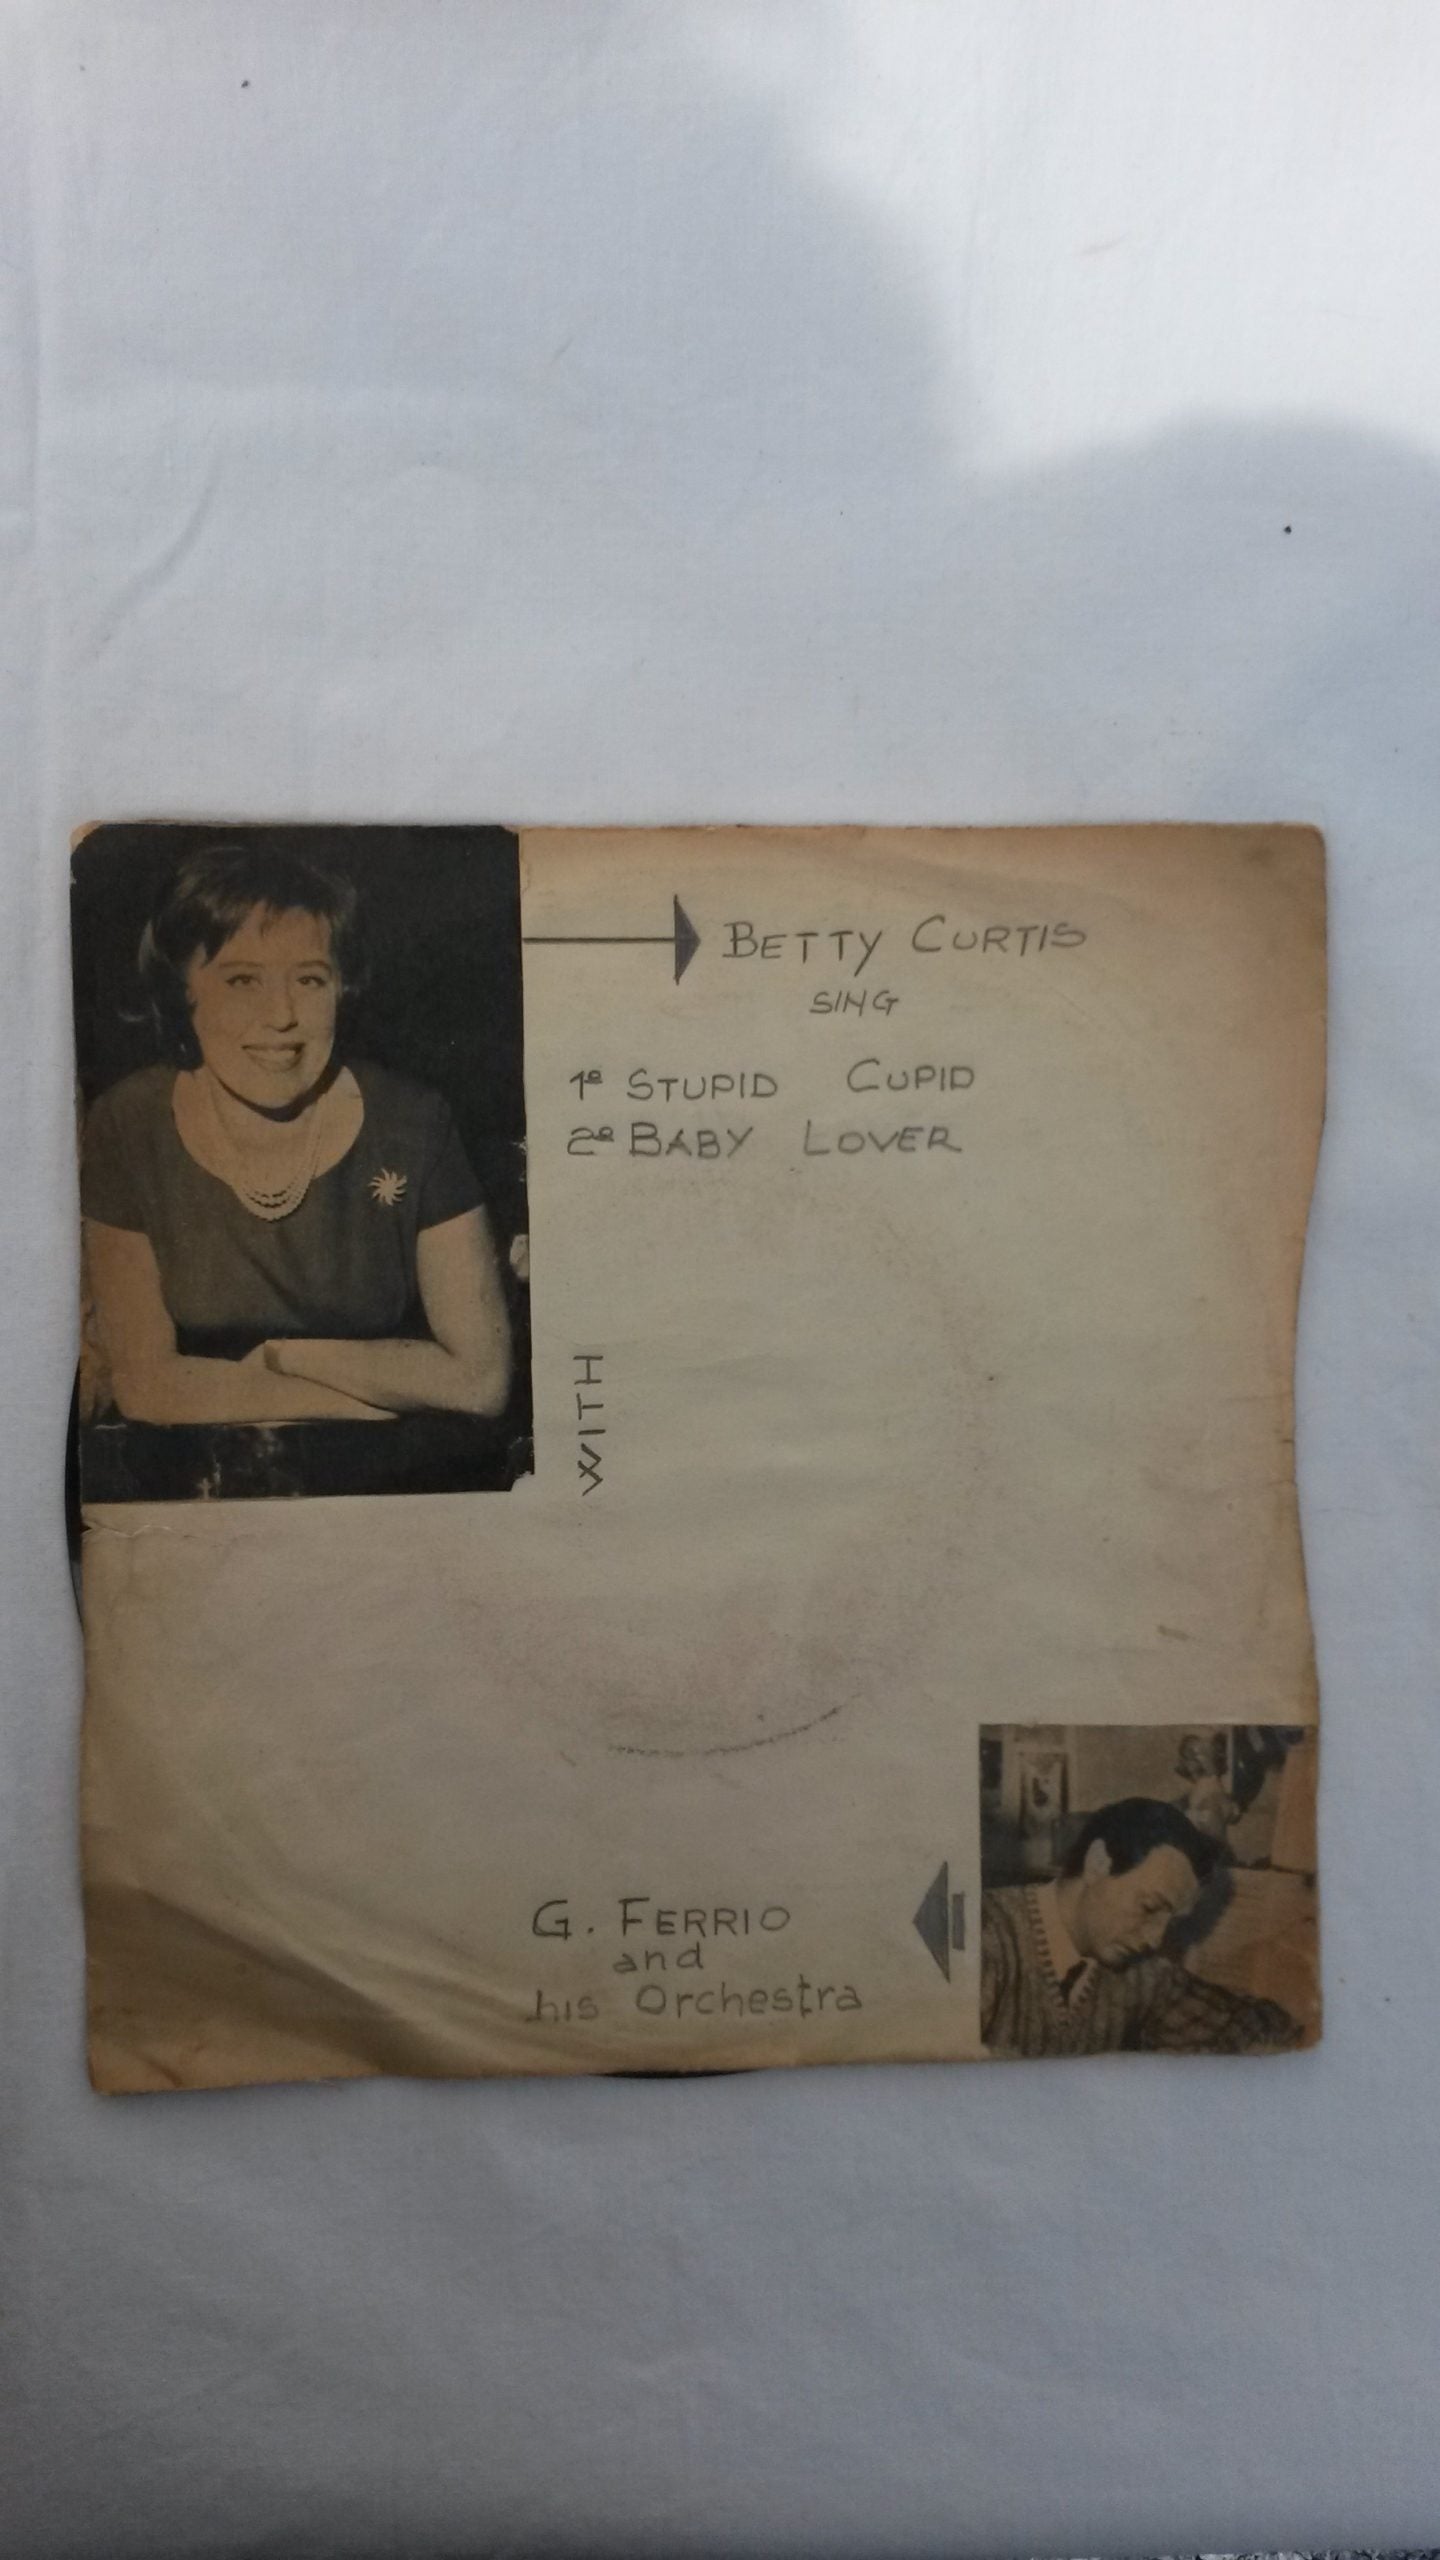 BETTY CURTIS
SING
1º STUPID CUPID
2º BABY LOVER
WITH
G. FERRIO
and
his Orchestra